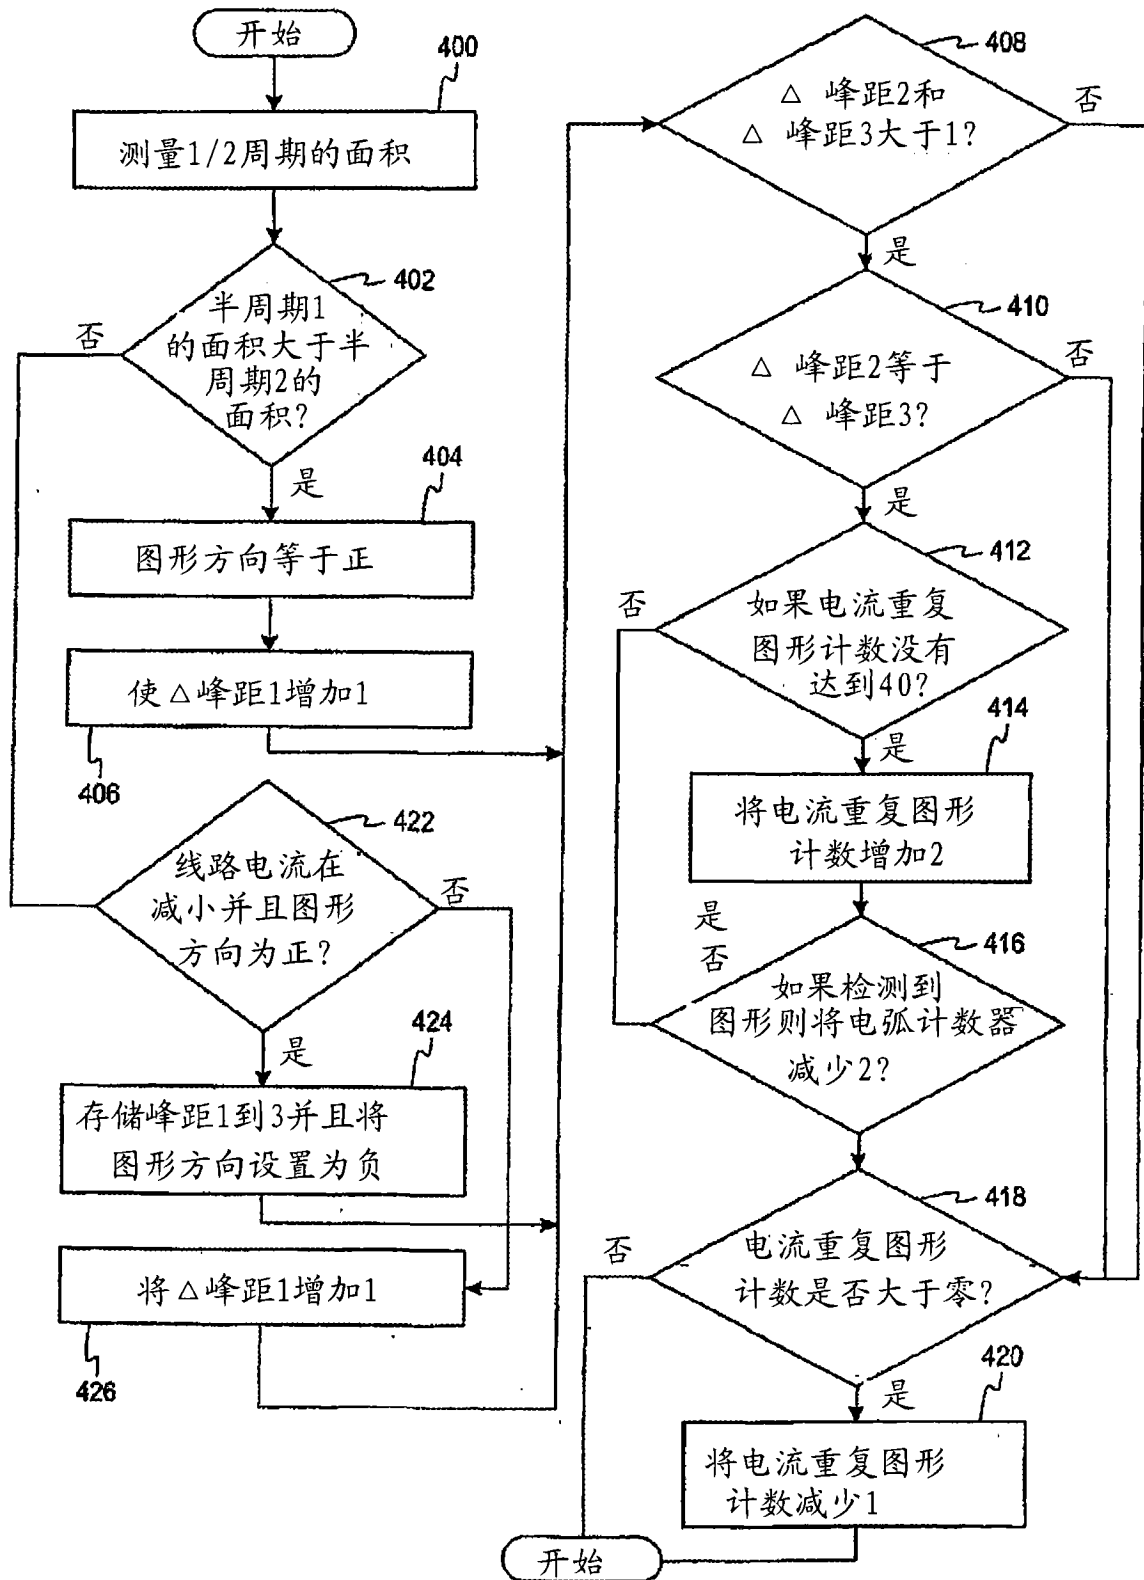 开始
400
测量1/2周期的面积
402
半周期1
的面积大于半
周期2的
面积?
否
是
404
图形方向等于正
使△峰距1增加1
406
422
线路电流在
减小并且图形
方向为正?
否
是
424
存储峰距1到3并且将
图形方向设置为负
将△峰距1增加1
426
408
△ 峰距2和
△ 峰距3大于1?
否
是
410
△ 峰距2等于
△ 峰距3?
否
是
412
如果电流重复
图形计数没有
达到40?
否
是
414
将电流重复图形
计数增加2
是
否
416
如果检测到
图形则将电弧计数器
减少2?
418
电流重复图形
计数是否大于零?
否
是
420
将电流重复图形
计数减少1
开始